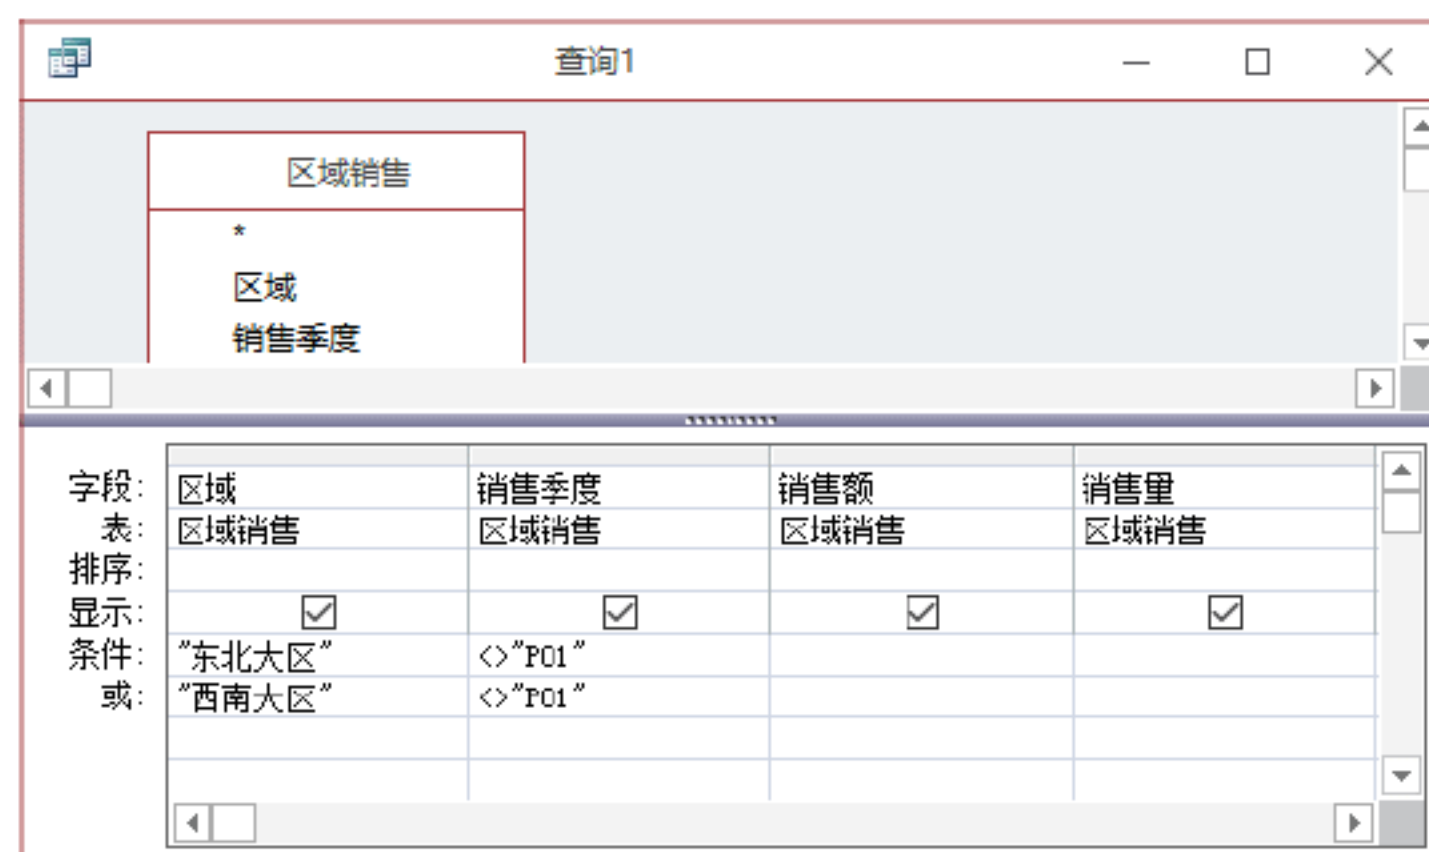 查询1
区域销售
*
区域
销售季度
字段: 区域 销售季度 销售额 销售量
表: 区域销售 区域销售 区域销售 区域销售
排序:
显示:
条件: "东北大区" <>"P01"
或: "西南大区" <>"P01"